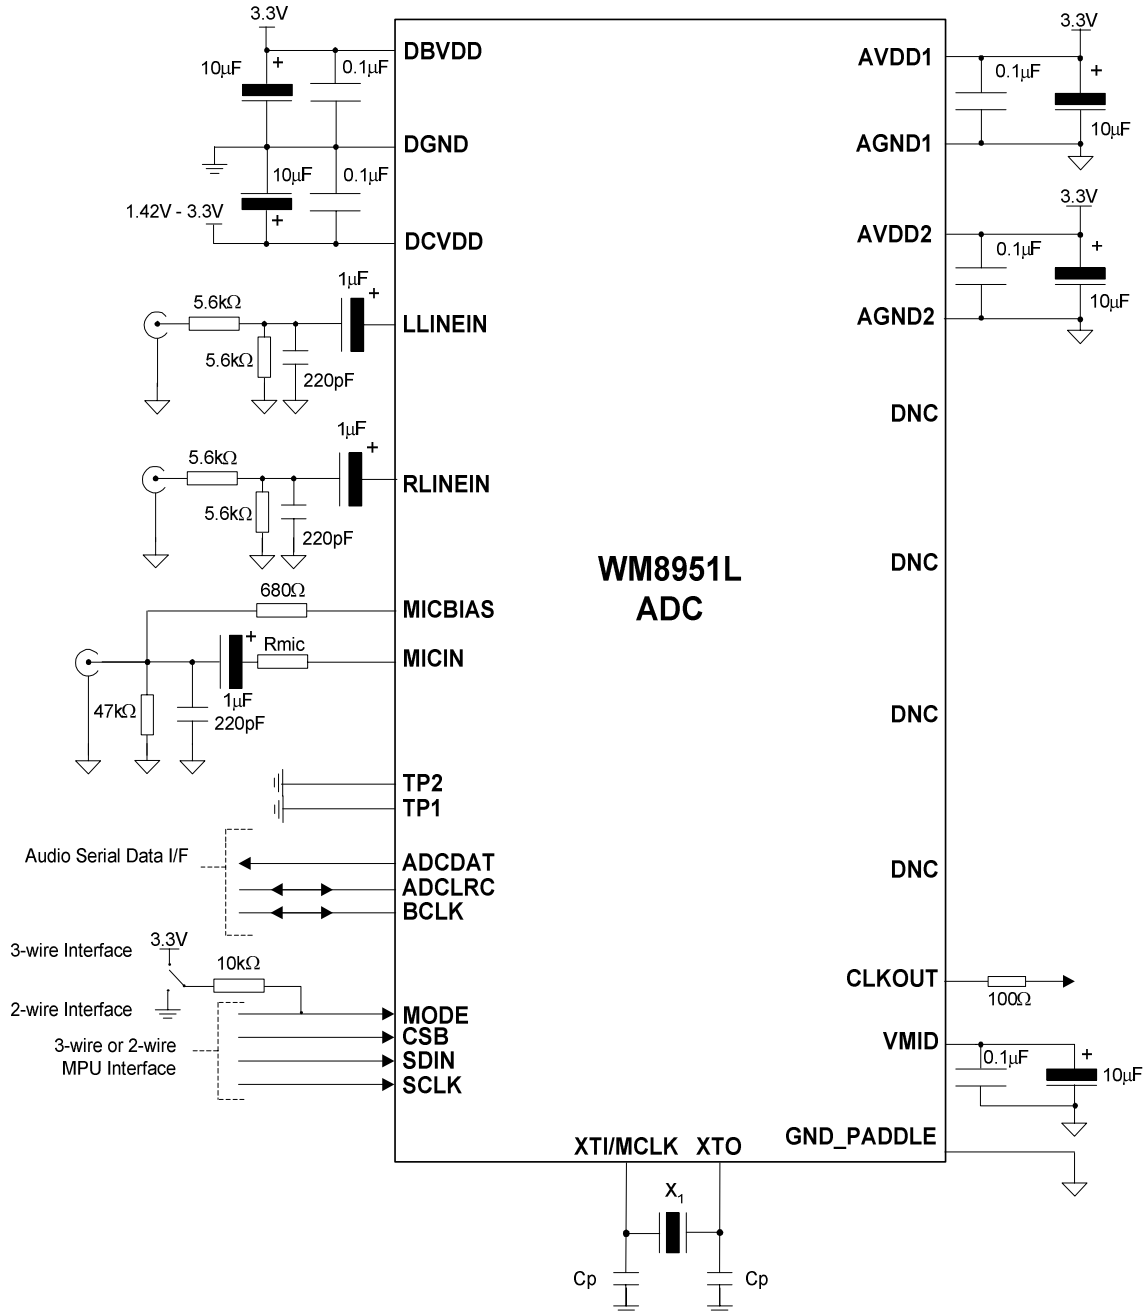 3.3V
DBVDD
10µF
+
0.1µF
DGND
10µF
0.1µF
+
1.42V - 3.3V
DCVDD
1µF
+
5.6kΩ
LLINEIN
5.6kΩ
220pF
1µF
+
5.6kΩ
RLINEIN
5.6kΩ
220pF
680Ω
MICBIAS
+
Rmic
MICIN
1µF
47kΩ
220pF
TP2
TP1
Audio Serial Data I/F
ADCDAT
ADCLRC
BCLK
3.3V
3-wire Interface
10kΩ
2-wire Interface
MODE
3-wire or 2-wire
MPU Interface
CSB
SDIN
SCLK
WM8951L
ADC
3.3V
AVDD1
0.1µF
+
10µF
AGND1
3.3V
AVDD2
0.1µF
+
10µF
AGND2
DNC
DNC
DNC
DNC
CLKOUT
100Ω
VMID
0.1µF
+
10µF
GND_PADDLE
XTI/MCLK
XTO
X1
Cp
Cp